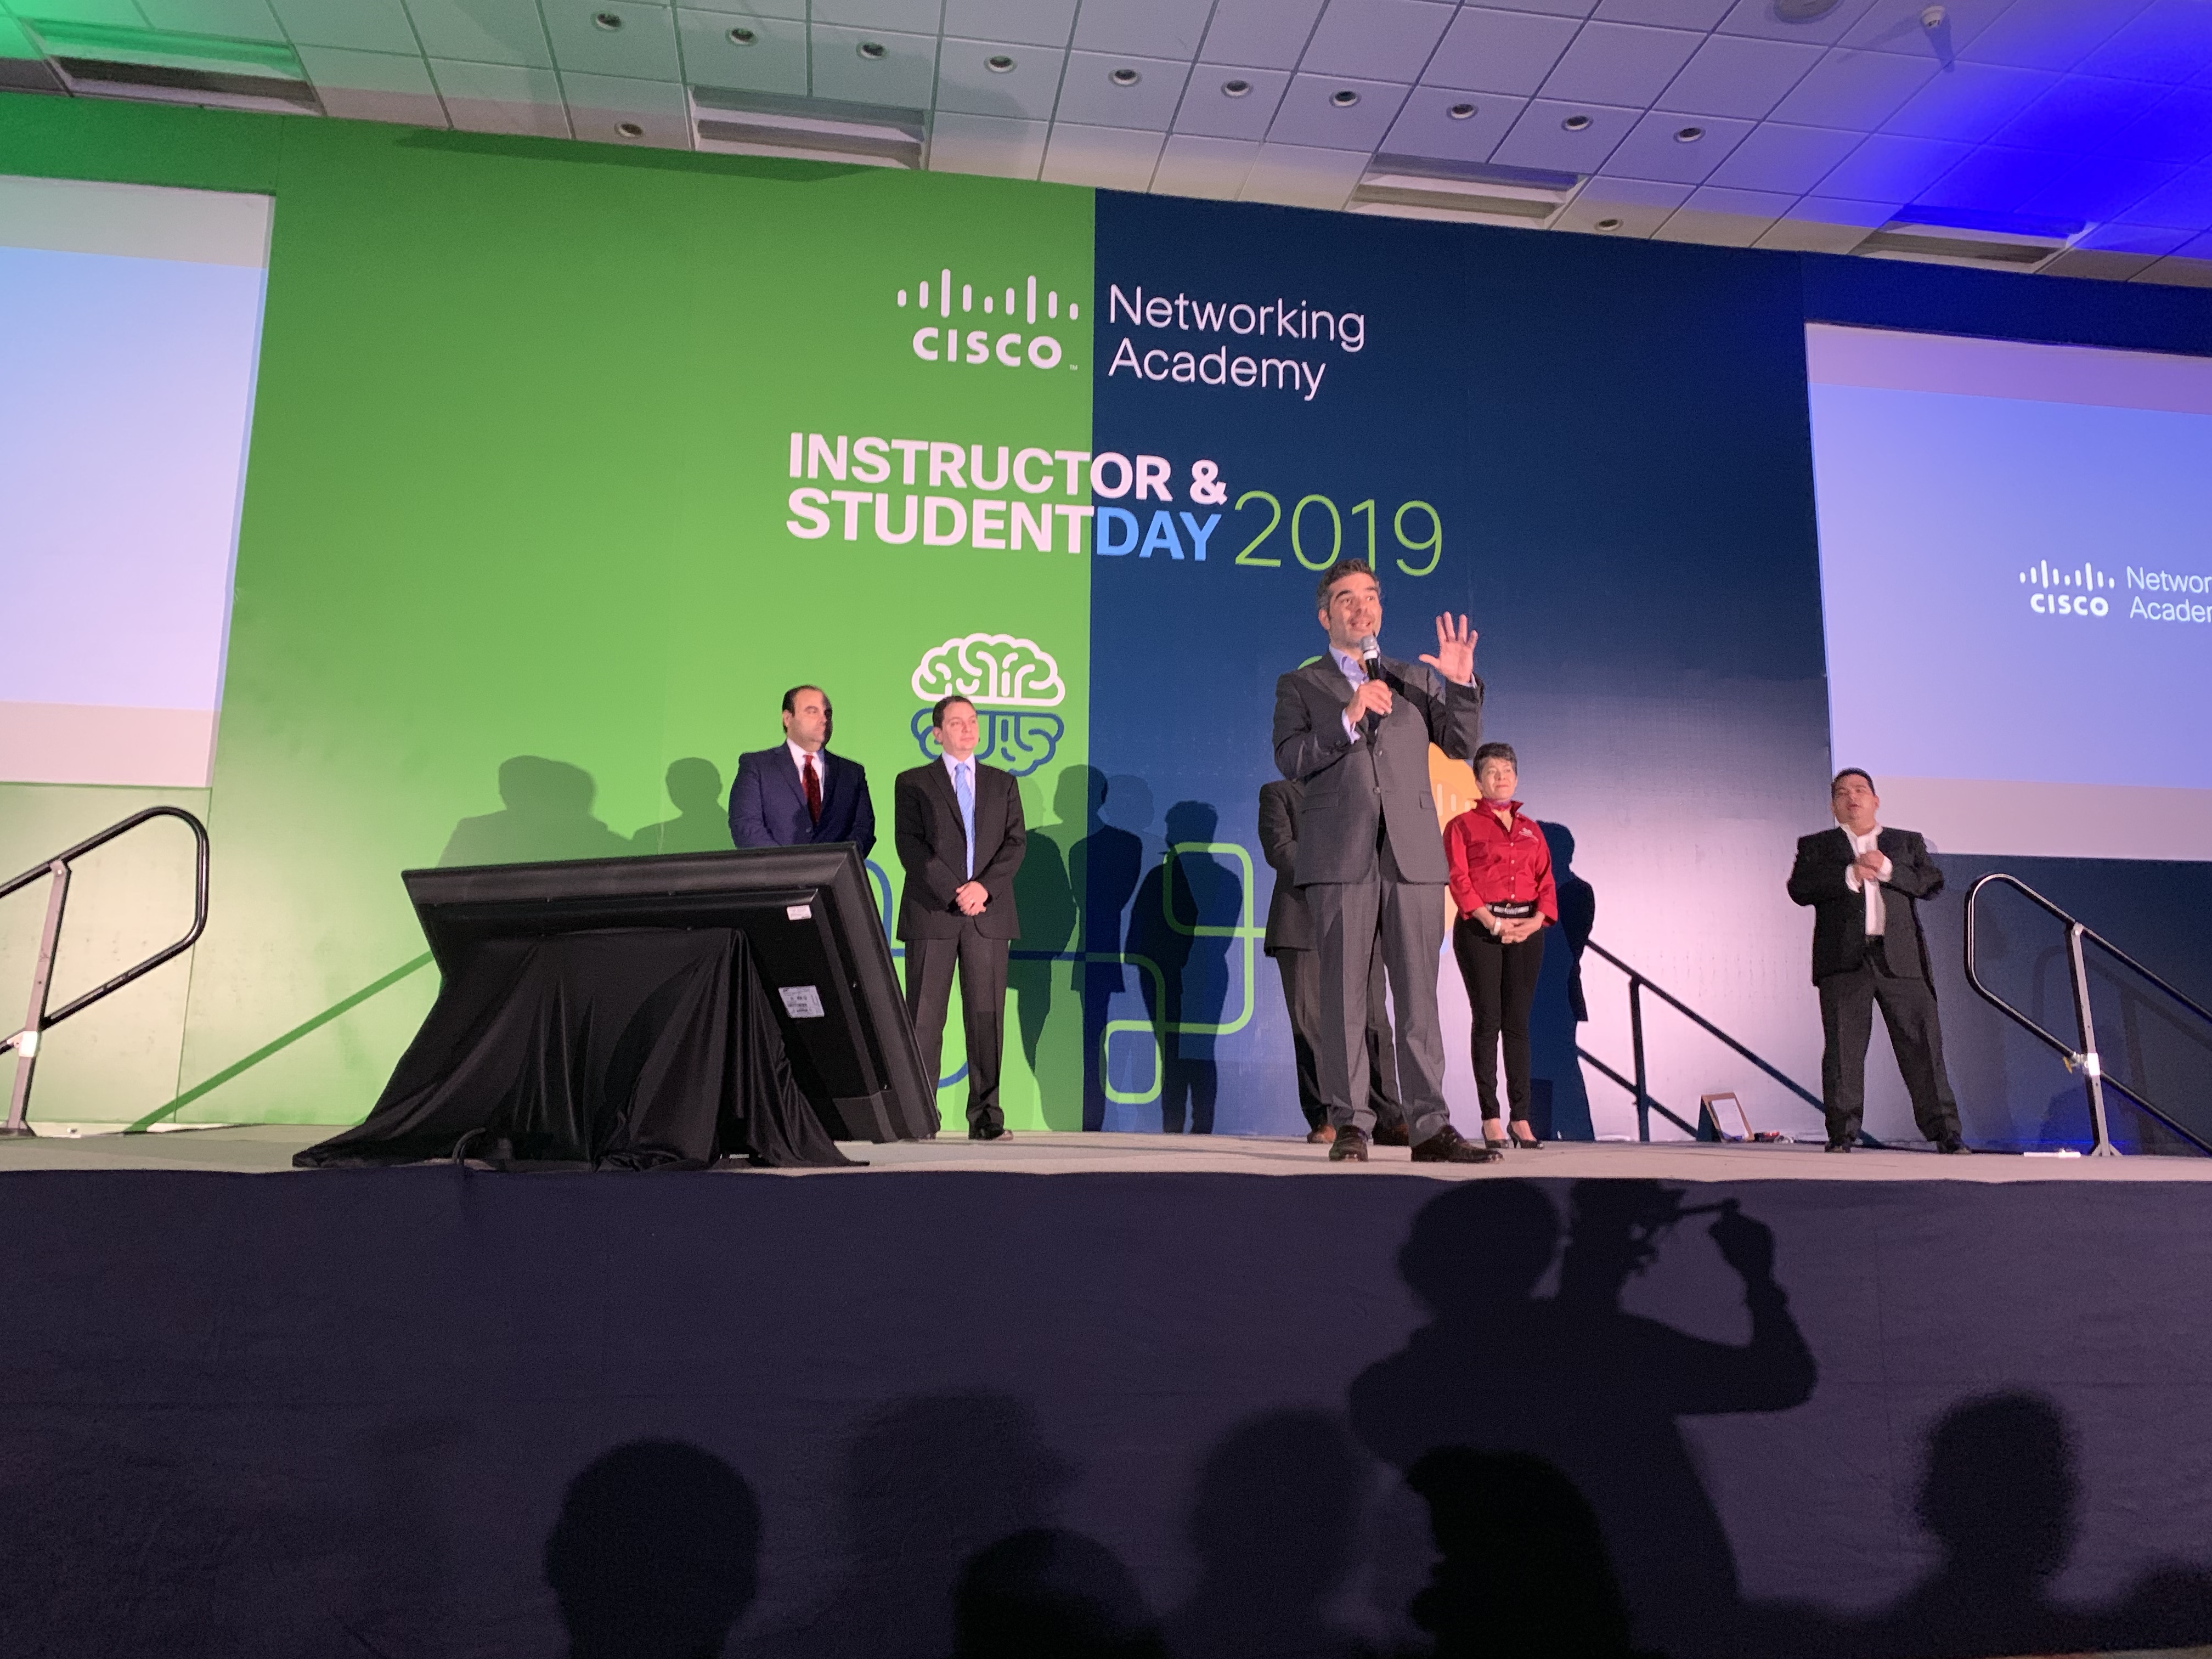 CISCO
Networking
Academy
INSTRUCTOR &
STUDENTDAY 2019
CISCO
Networ
Academ